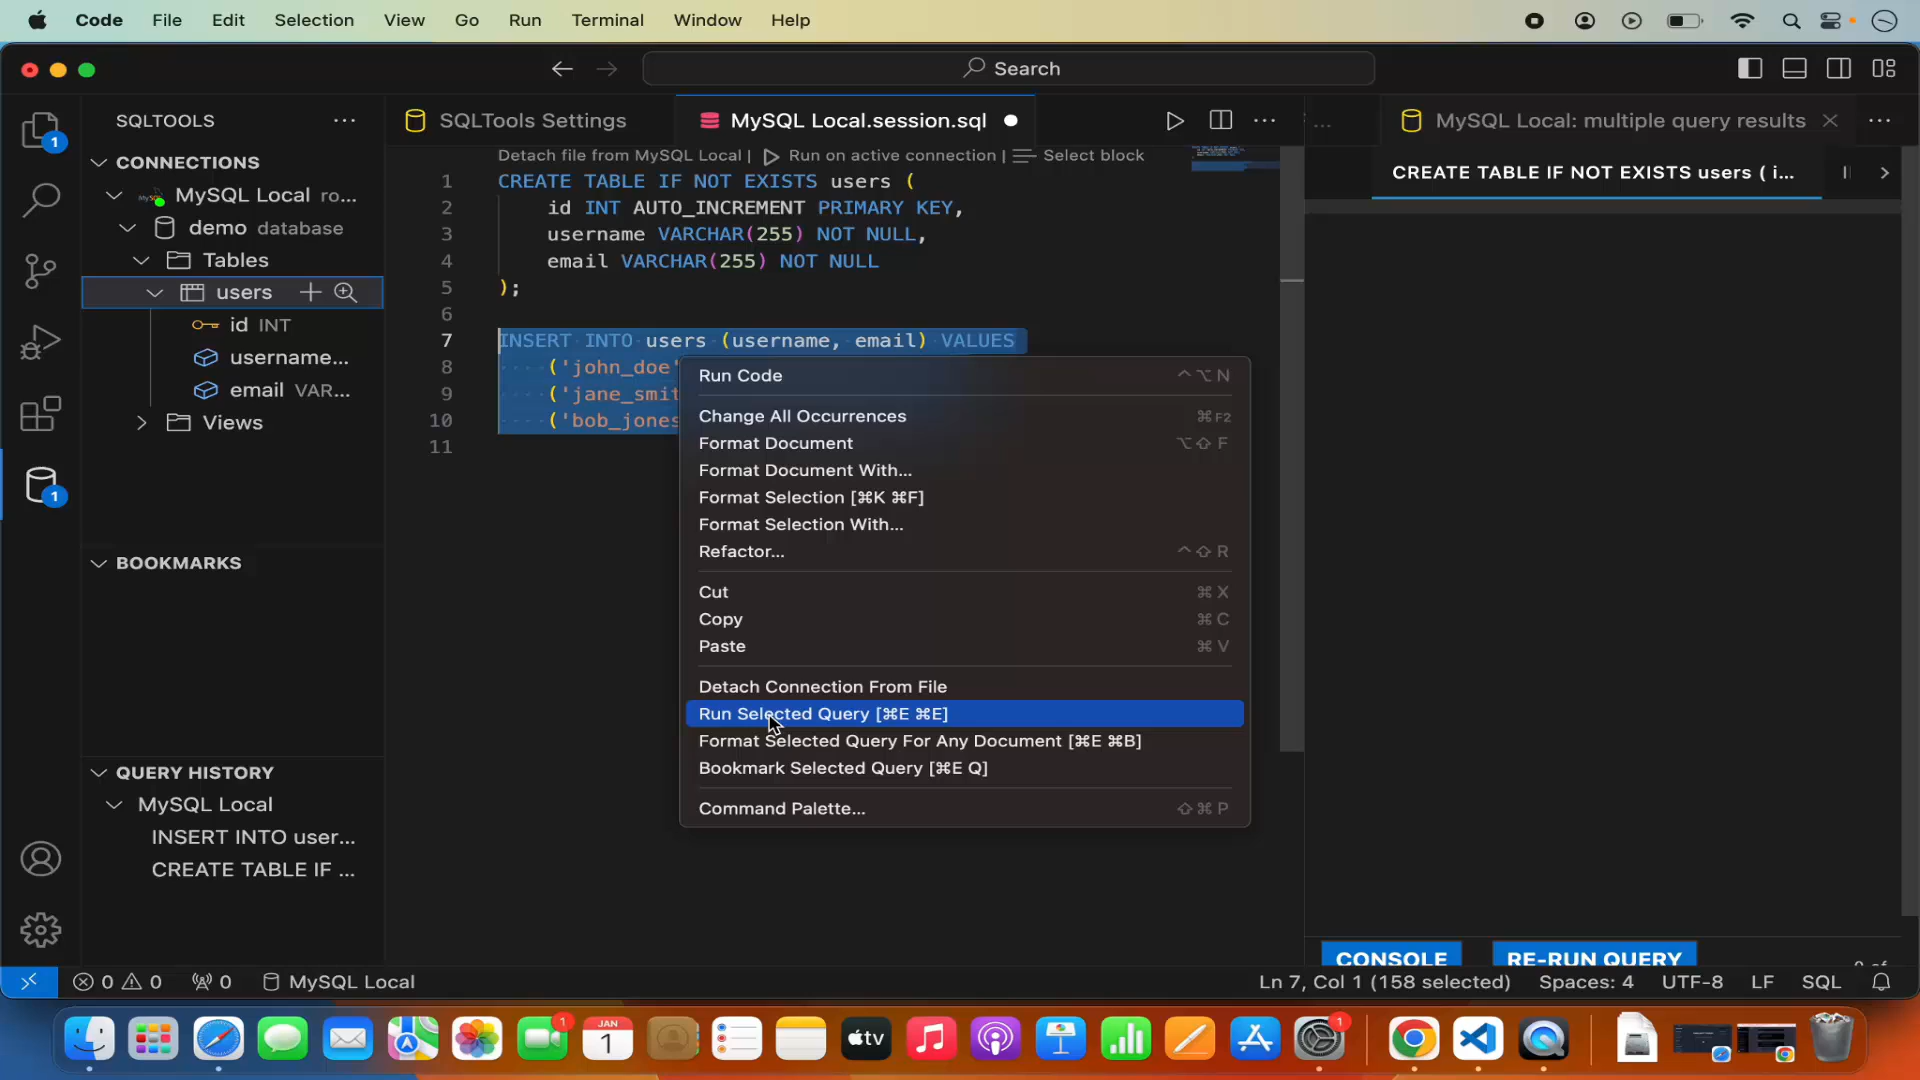 Code File Edit Selection View Go Run Terminal Window Help
Search
1
SQLTOOLS
CONNECTIONS
MySQL Local ro...
demo database
Tables
users
id INT
username...
email VAR...
Views
1
BOOKMARKS
QUERY HISTORY
MySQL Local
INSERT INTO user...
CREATE TABLE IF ...
SQLTools Settings
MySQL Local.session.sql
Detach file from MySQL Local | Run on active connection | Select block
1 CREATE TABLE IF NOT EXISTS users (
2 id INT AUTO_INCREMENT PRIMARY KEY,
3 username VARCHAR(255) NOT NULL,
4 email VARCHAR(255) NOT NULL
5 );
6
7 INSERT INTO users (username, email) VALUES
8 ('john_doe'
9 ('jane_smit
10 ('bob_jones
11
Run Code ^⌥N
Change All Occurrences ⌘F2
Format Document ⌥⇧F
Format Document With...
Format Selection [⌘K ⌘F]
Format Selection With...
Refactor... ^⇧R
Cut ⌘X
Copy ⌘C
Paste ⌘V
Detach Connection From File
Run Selected Query [⌘E ⌘E]
Format Selected Query For Any Document [⌘E ⌘B]
Bookmark Selected Query [⌘E Q]
Command Palette... ⇧⌘P
...
MySQL Local: multiple query results
CREATE TABLE IF NOT EXISTS users ( i...
CONSOLE
RE-RUN QUERY
0 0 0 MySQL Local
Ln 7, Col 1 (158 selected) Spaces: 4 UTF-8 LF SQL
1
JAN
1
tv
1